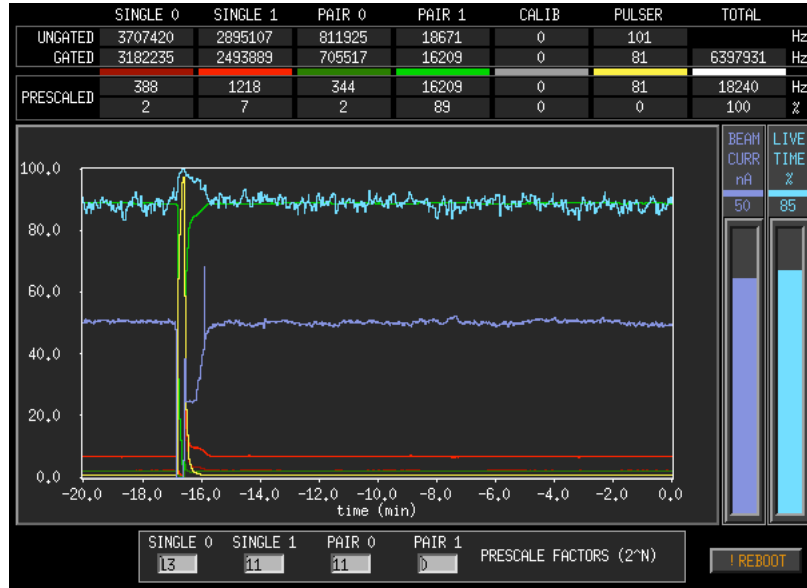 SINGLE 0 SINGLE 1 PAIR 0 PAIR 1 CALIB PULSER TOTAL
UNGATED 3707420 2895107 811925 18671 0 101 Hz
GATED 3182235 2493889 705517 16209 0 81 6397931 Hz
PRESCALED
388 1218 344 16209 0 81 18240 Hz
2 7 2 89 0 0 100 %
BEAM CURR nA
50
LIVE TIME %
85
100.0
80.0
60.0
40.0
20.0
0.0
-20.0 -18.0 -16.0 -14.0 -12.0 -10.0 -8.0 -6.0 -4.0 -2.0 0.0
time (min)
SINGLE 0 SINGLE 1 PAIR 0 PAIR 1
13 11 11 0
PRESCALE FACTORS (2^N)
!REBOOT